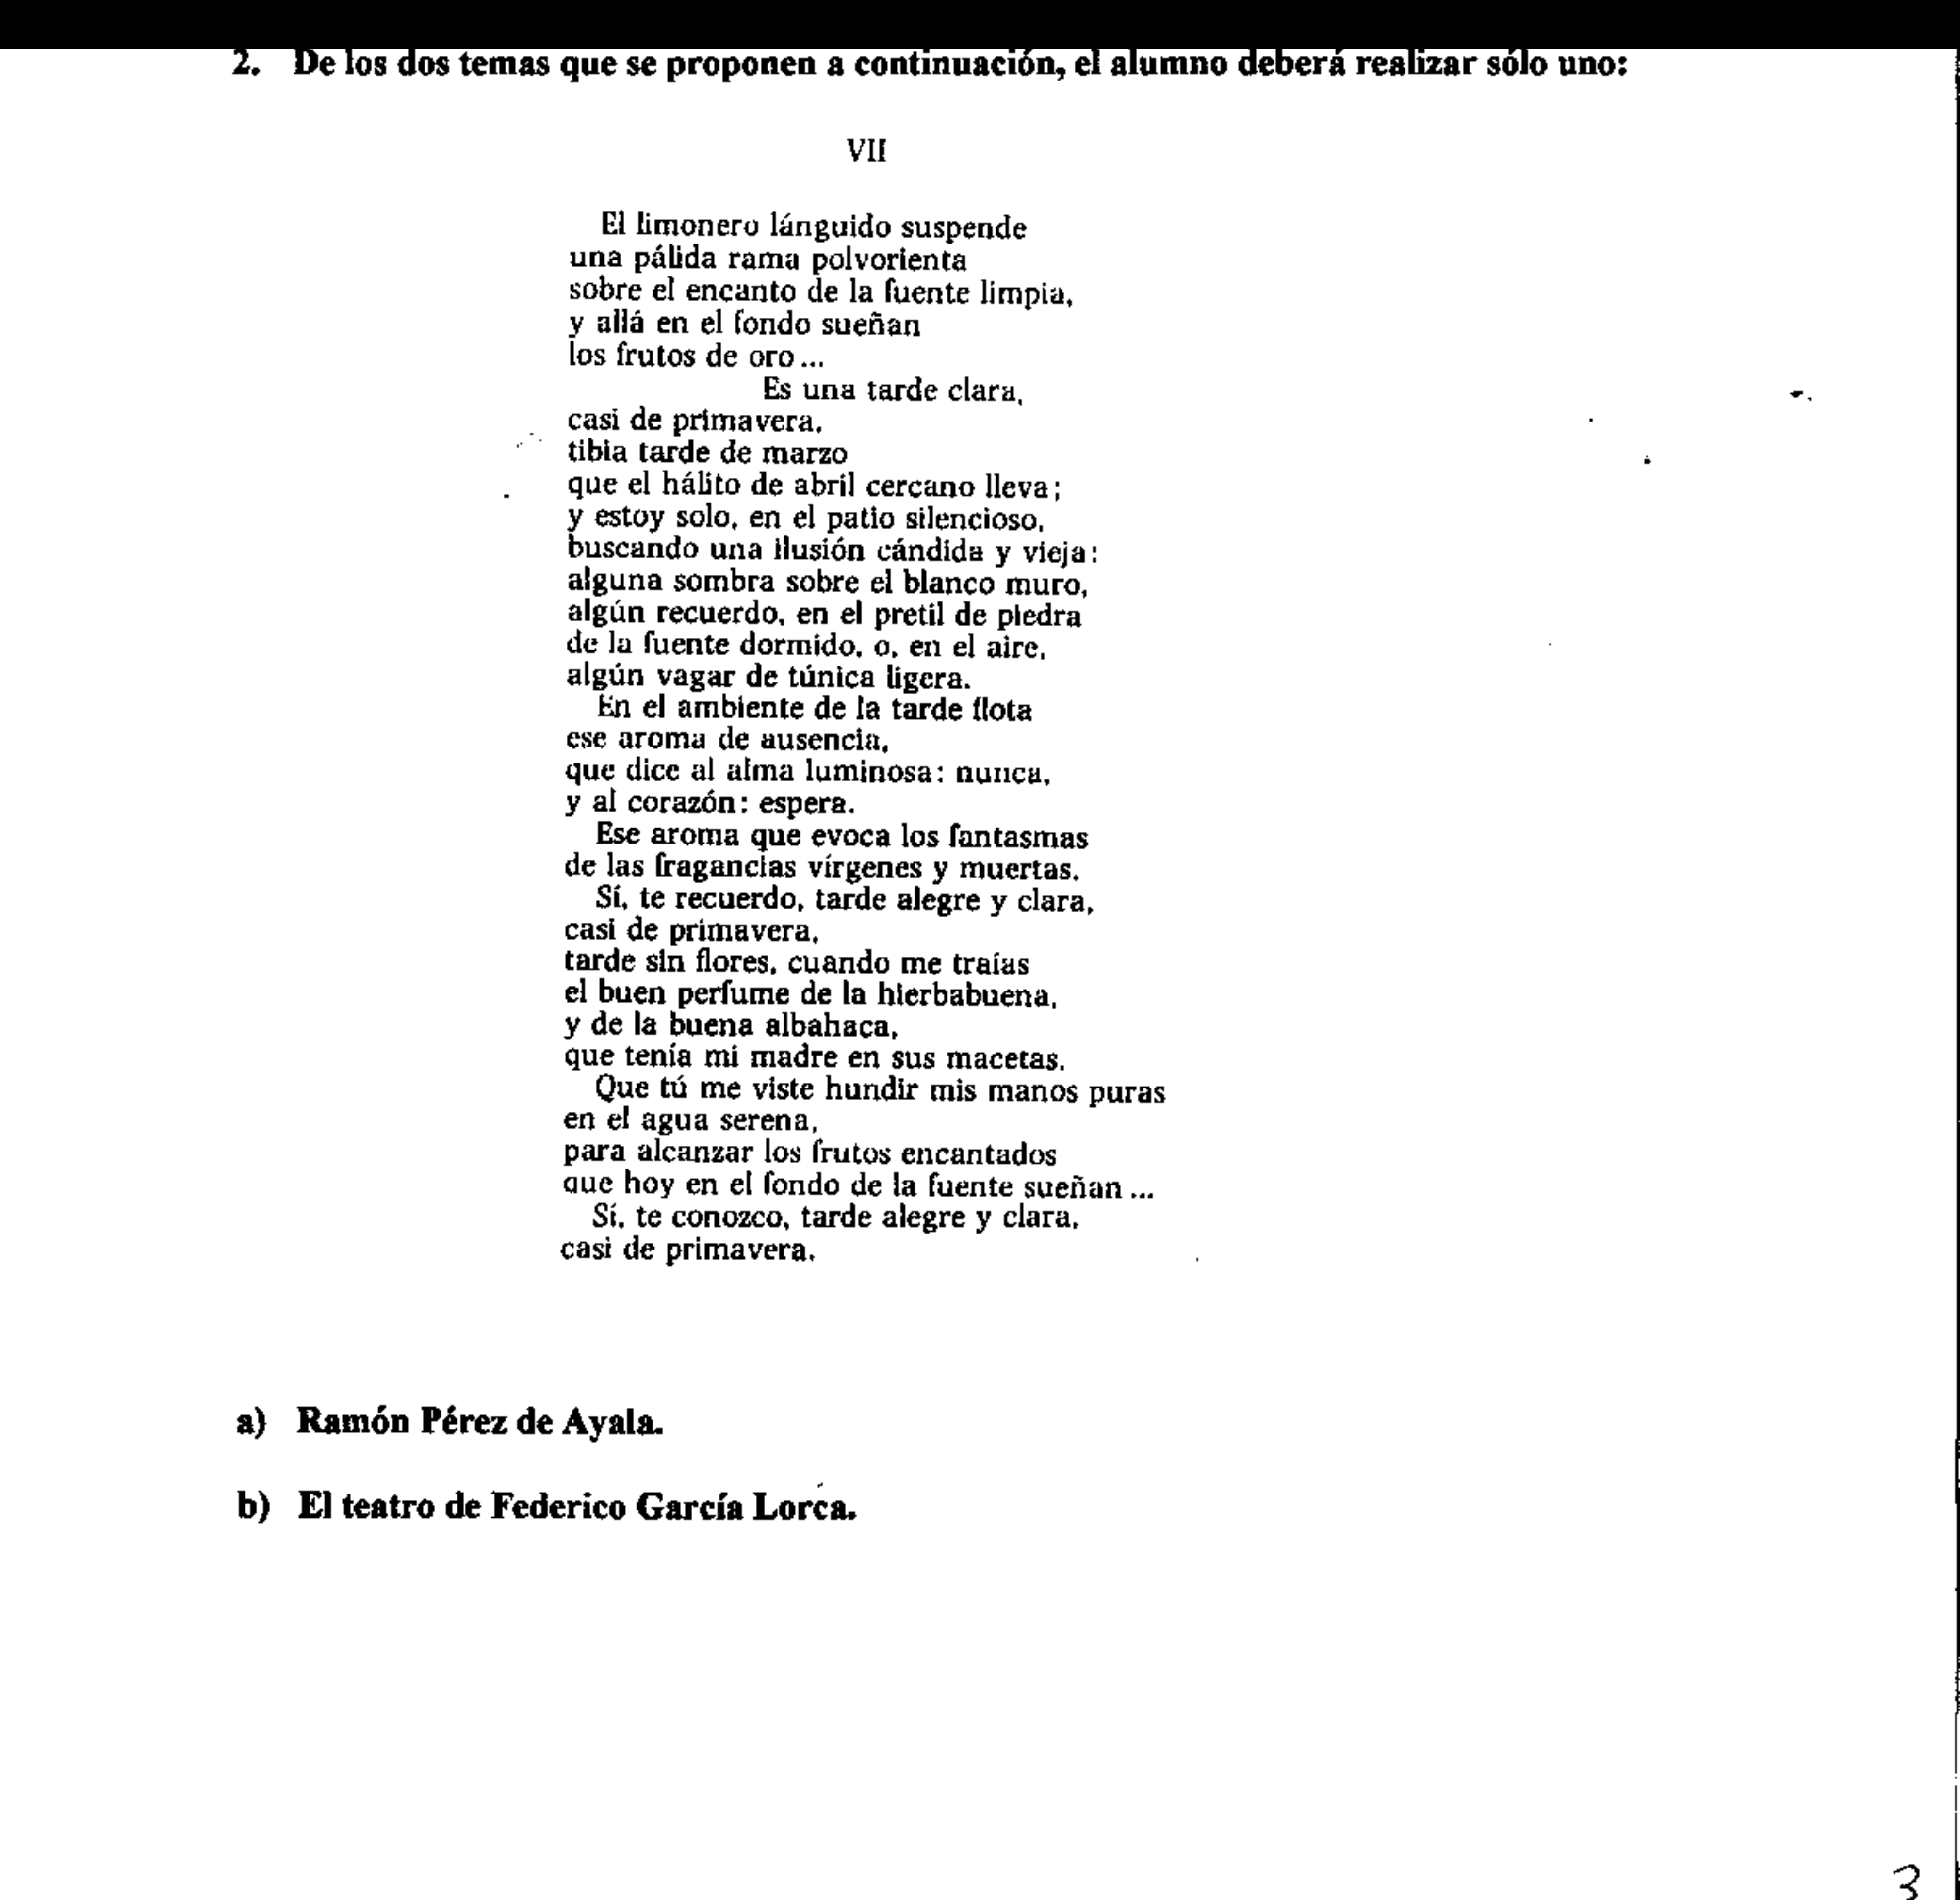 2. De los dos temas que se proponen a continuación, el alumno deberá realizar sólo uno:
VII
El limonero lánguido suspende
una pálida rama polvorienta
sobre el encanto de la fuente limpia,
y allá en el fondo sueñan
los frutos de oro...
Es una tarde clara,
casi de primavera,
tibia tarde de marzo
que el hálito de abril cercano lleva;
y estoy solo, en el patio silencioso,
buscando una ilusión cándida y vieja:
alguna sombra sobre el blanco muro,
algún recuerdo, en el pretil de piedra
de la fuente dormido, o, en el aire,
algún vagar de túnica ligera.
En el ambiente de la tarde flota
ese aroma de ausencia,
que dice al alma luminosa: nunca,
y al corazón: espera.
Ese aroma que evoca los fantasmas
de las fragancias vírgenes y muertas.
Sí, te recuerdo, tarde alegre y clara,
casi de primavera,
tarde sin flores, cuando me traías
el buen perfume de la hierbabuena,
y de la buena albahaca,
que tenía mi madre en sus macetas.
Que tú me viste hundir mis manos puras
en el agua serena,
para alcanzar los frutos encantados
que hoy en el fondo de la fuente sueñan...
Sí, te conozco, tarde alegre y clara,
casi de primavera.
a) Ramón Pérez de Ayala.
b) El teatro de Federico García Lorca.
3